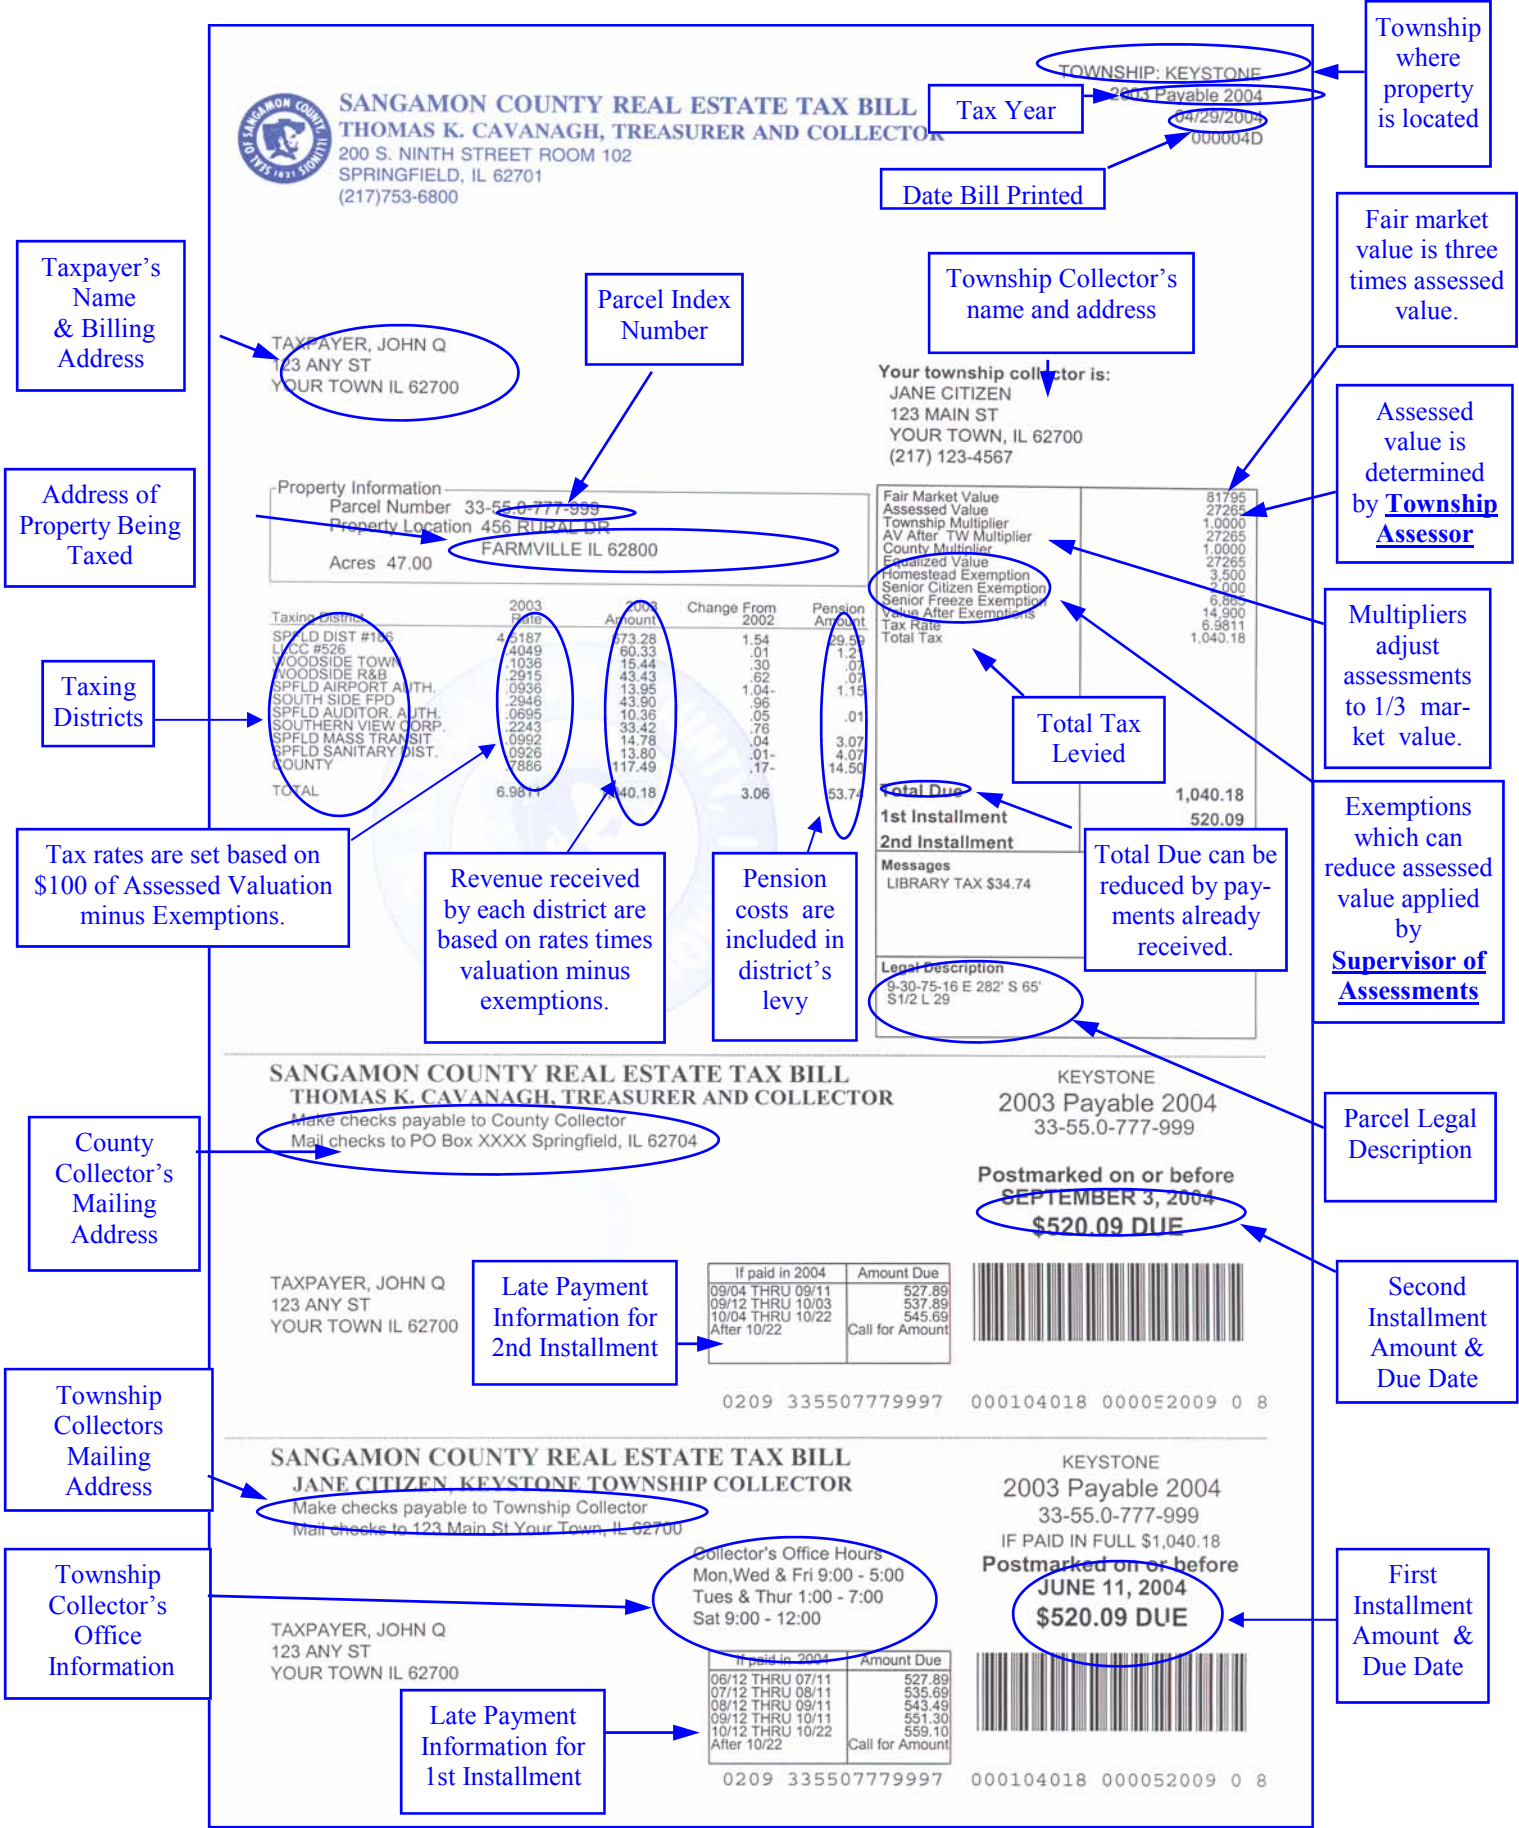 Township
where
property
is located
TOWNSHIP: KEYSTONE
2003 Payable 2004
04/29/2004
000004D
Tax Year
Date Bill Printed
SEAL OF SANGAMON COUNTY, ILLINOIS
1821
SANGAMON COUNTY REAL ESTATE TAX BILL
THOMAS K. CAVANAGH, TREASURER AND COLLECTOR
200 S. NINTH STREET ROOM 102
SPRINGFIELD, IL 62701
(217)753-6800
Fair market
value is three
times assessed
value.
Taxpayer's
Name
& Billing
Address
Parcel Index
Number
Township Collector's
name and address
TAXPAYER, JOHN Q
123 ANY ST
YOUR TOWN IL 62700
Your township collector is:
JANE CITIZEN
123 MAIN ST
YOUR TOWN, IL 62700
(217) 123-4567
Assessed
value is
determined
by Township
Assessor
Address of
Property Being
Taxed
Property Information
Parcel Number 33-55.0-777-999
Property Location 456 RURAL DR
FARMVILLE IL 62800
Acres 47.00
Fair Market Value 81795
Assessed Value 27265
Township Multiplier 1.0000
AV After TW Multiplier 27265
County Multiplier 1.0000
Equalized Value 27265
Homestead Exemption 3,500
Senior Citizen Exemption 2,000
Senior Freeze Exemption 6,865
Value After Exemptions 14,900
Tax Rate 6.9811
Total Tax 1,040.18
Multipliers
adjust
assessments
to 1/3 mar-
ket value.
Taxing
Districts
Taxing District 2003 Rate 2003 Amount Change From 2002 Pension Amount
SPFLD DIST #186 4.5187 673.28 1.54 29.59
LLCC #526 .4049 60.33 .01 1.21
WOODSIDE TOWN .1036 15.44 .30 .07
WOODSIDE R&B .2915 43.43 .62 .07
SPFLD AIRPORT AUTH. .0936 13.95 1.04- 1.15
SOUTH SIDE FPD .2946 43.90 .96
SPFLD AUDITOR. AUTH. .0695 10.36 .05 .01
SOUTHERN VIEW CORP. .2243 33.42 .76
SPFLD MASS TRANSIT .0992 14.78 .04 3.07
SPFLD SANITARY DIST. .0926 13.80 .01- 4.07
COUNTY .7886 117.49 .17- 14.50
TOTAL 6.9811 1,040.18 3.06 53.74
Total Tax
Levied
Total Due 1,040.18
1st Installment 520.09
2nd Installment
Messages
LIBRARY TAX $34.74
Total Due can be
reduced by pay-
ments already
received.
Exemptions
which can
reduce assessed
value applied
by
Supervisor of
Assessments
Tax rates are set based on
$100 of Assessed Valuation
minus Exemptions.
Revenue received
by each district are
based on rates times
valuation minus
exemptions.
Pension
costs are
included in
district's
levy
Legal Description
9-30-75-16 E 282' S 65'
S1/2 L 29
SANGAMON COUNTY REAL ESTATE TAX BILL
THOMAS K. CAVANAGH, TREASURER AND COLLECTOR
Make checks payable to County Collector
Mail checks to PO Box XXXX Springfield, IL 62704
KEYSTONE
2003 Payable 2004
33-55.0-777-999
Postmarked on or before
SEPTEMBER 3, 2004
$520.09 DUE
Parcel Legal
Description
County
Collector's
Mailing
Address
TAXPAYER, JOHN Q
123 ANY ST
YOUR TOWN IL 62700
Late Payment
Information for
2nd Installment
If paid in 2004 Amount Due
09/04 THRU 09/11 527.89
09/12 THRU 10/03 537.89
10/04 THRU 10/22 545.69
After 10/22 Call for Amount
Second
Installment
Amount &
Due Date
0209 335507779997 000104018 000052009 0 8
Township
Collectors
Mailing
Address
SANGAMON COUNTY REAL ESTATE TAX BILL
JANE CITIZEN, KEYSTONE TOWNSHIP COLLECTOR
Make checks payable to Township Collector
Mail checks to 123 Main St Your Town, IL 62700
KEYSTONE
2003 Payable 2004
33-55.0-777-999
IF PAID IN FULL $1,040.18
Postmarked on or before
JUNE 11, 2004
$520.09 DUE
Township
Collector's
Office
Information
Collector's Office Hours
Mon,Wed & Fri 9:00 - 5:00
Tues & Thur 1:00 - 7:00
Sat 9:00 - 12:00
First
Installment
Amount &
Due Date
TAXPAYER, JOHN Q
123 ANY ST
YOUR TOWN IL 62700
Late Payment
Information for
1st Installment
If paid in 2004 Amount Due
06/12 THRU 07/11 527.89
07/12 THRU 08/11 535.69
08/12 THRU 09/11 543.49
09/12 THRU 10/11 551.30
10/12 THRU 10/22 559.10
After 10/22 Call for Amount
0209 335507779997 000104018 000052009 0 8